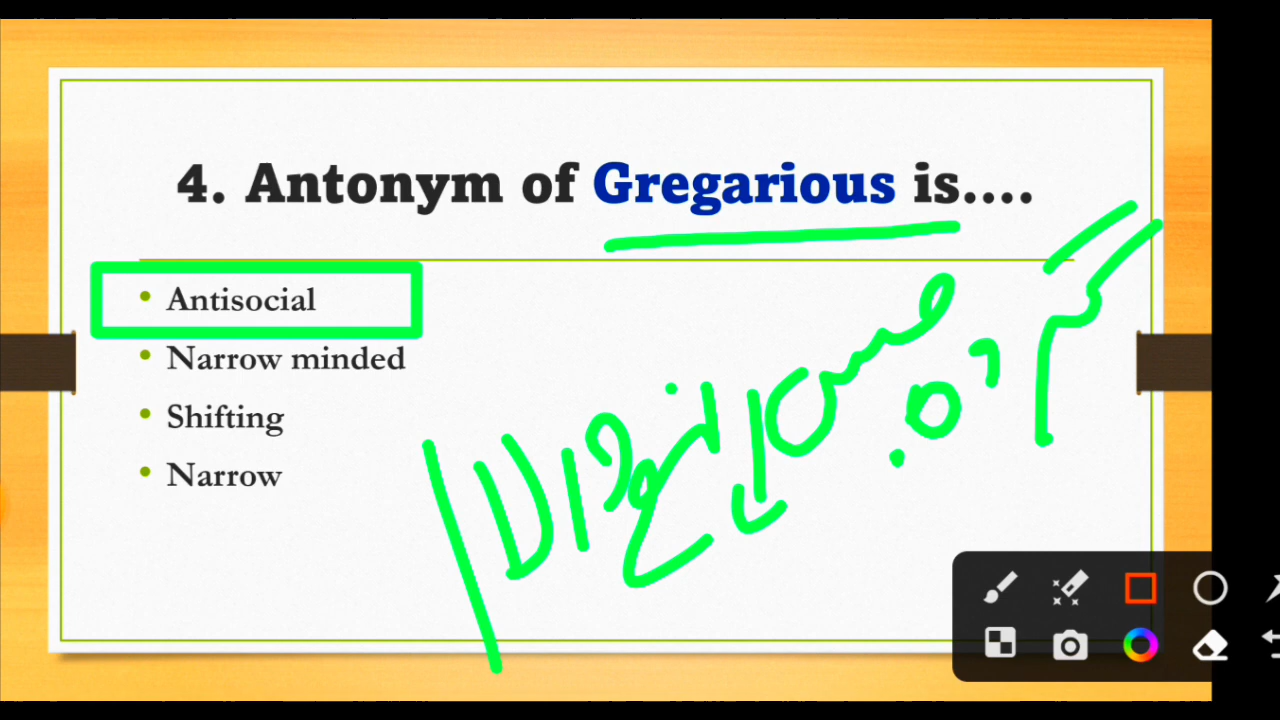 4. Antonym of Gregarious is....
Antisocial
Narrow minded
Shifting
Narrow